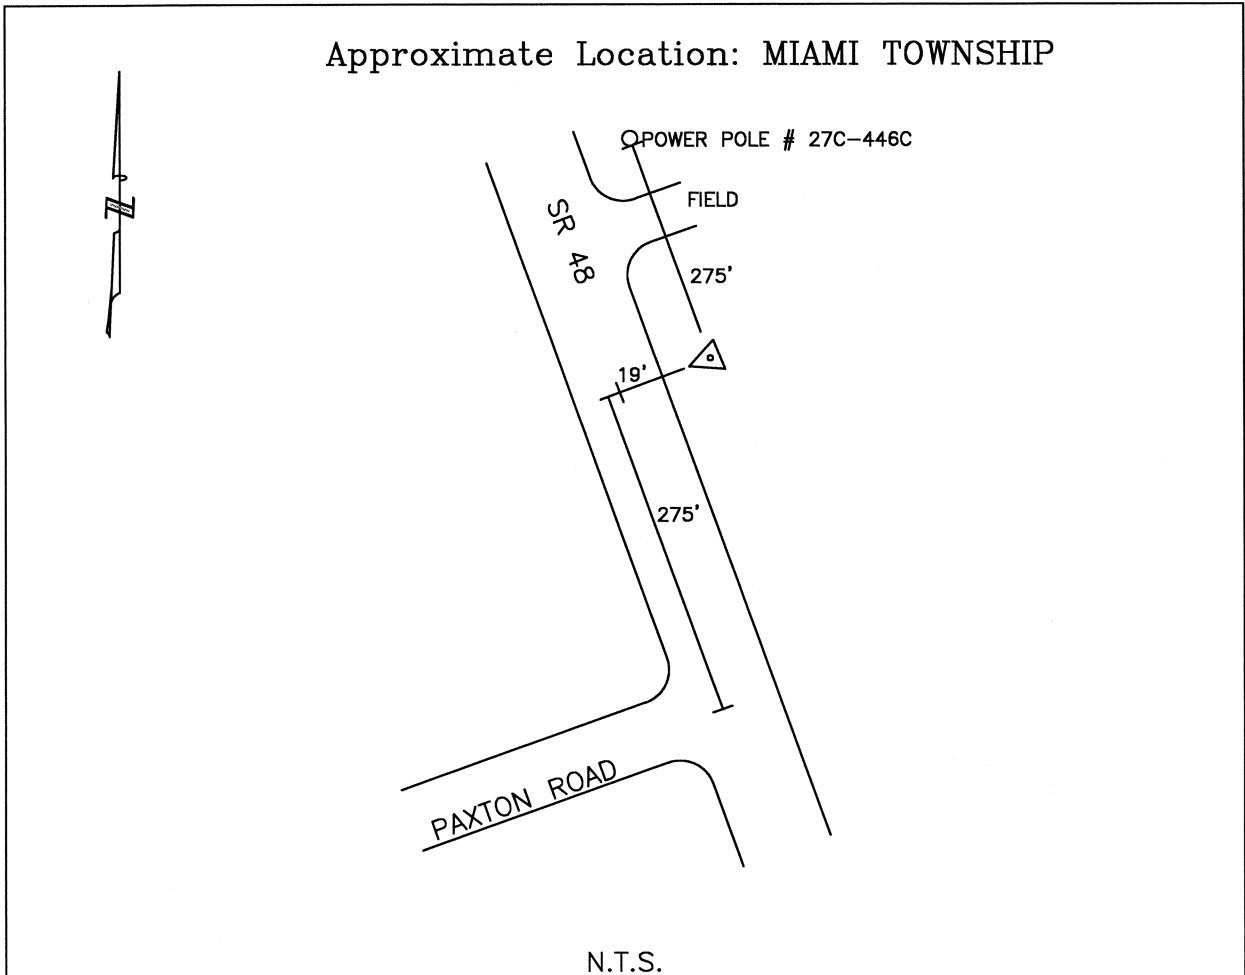 Approximate Location: MIAMI TOWNSHIP
POWER POLE # 27C-446C
N
SR 48
FIELD
275'
19'
275'
PAXTON ROAD
N.T.S.